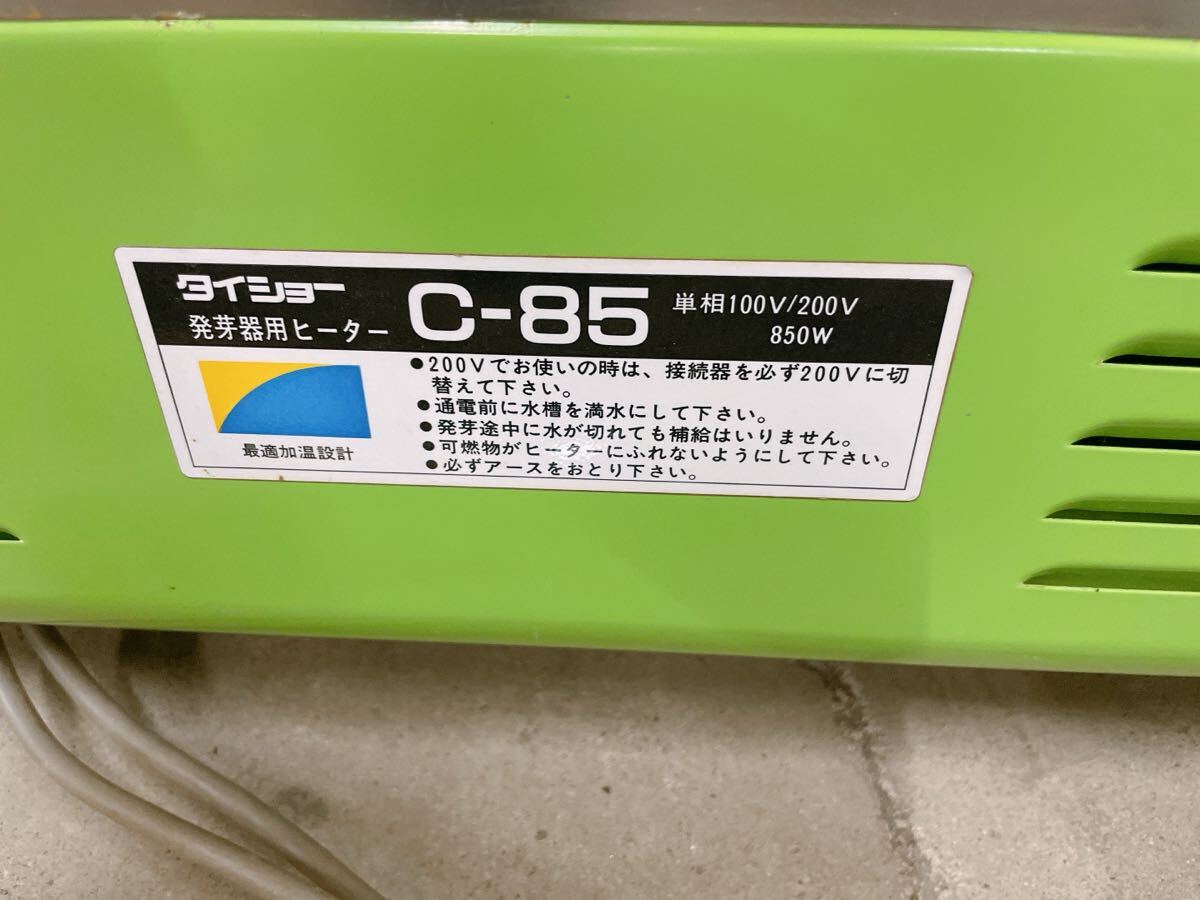 タイショー
発芽器用ヒーター
C-85
単相100V/200V
850W
●200Vでお使いの時は、接続器を必ず200Vに切
替えて下さい。
●通電前に水槽を満水にして下さい。
●発芽途中に水が切れても補給はいりません。
●可燃物がヒーターにふれないようにして下さい。
●必ずアースをおとり下さい。
最適加温設計